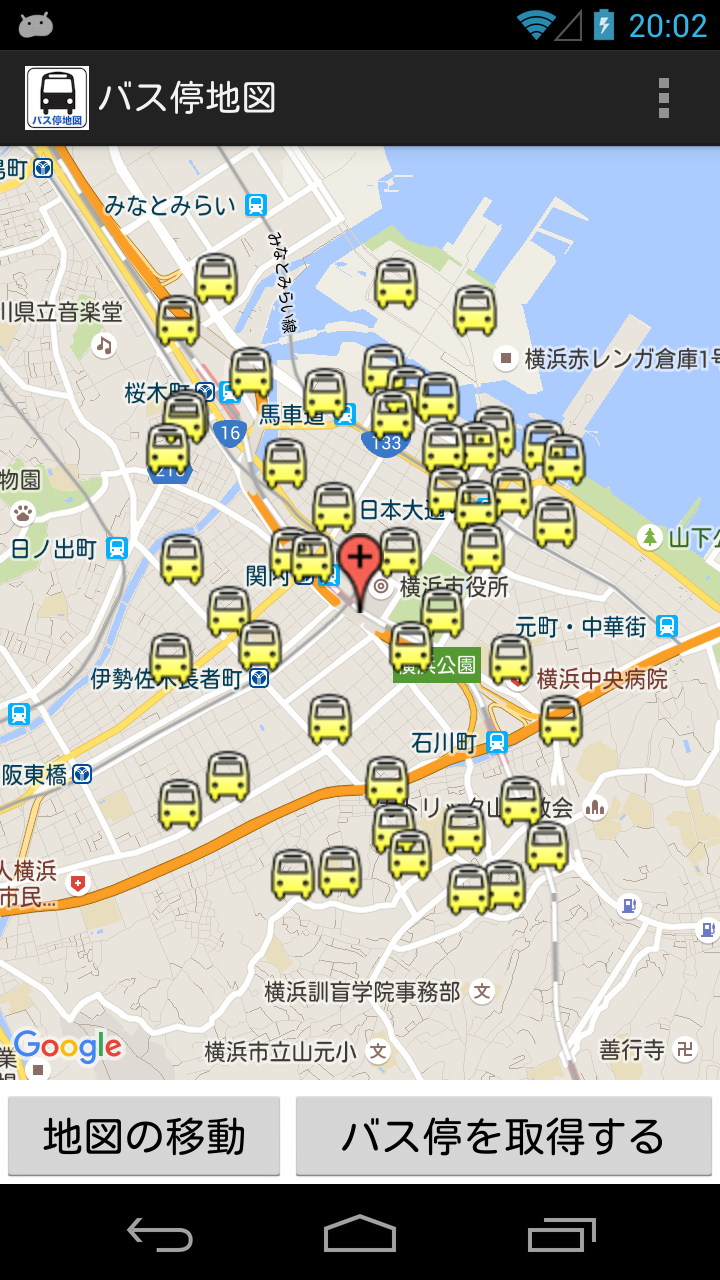 20:02
バス停地図
バス停地図
みなとみらい
みなとみらい線
川県立音楽堂
横浜赤レンガ倉庫1号
桜木町
馬車道
16
133
物園
日本大通
日ノ出町
山下公
関内
横浜市役所
元町・中華街
横浜公園
伊勢佐木長者町
横浜中央病院
石川町
阪東橋
人横浜
市民...
横浜訓盲学院事務部
Google
横浜市立山元小
善行寺
地図の移動
バス停を取得する